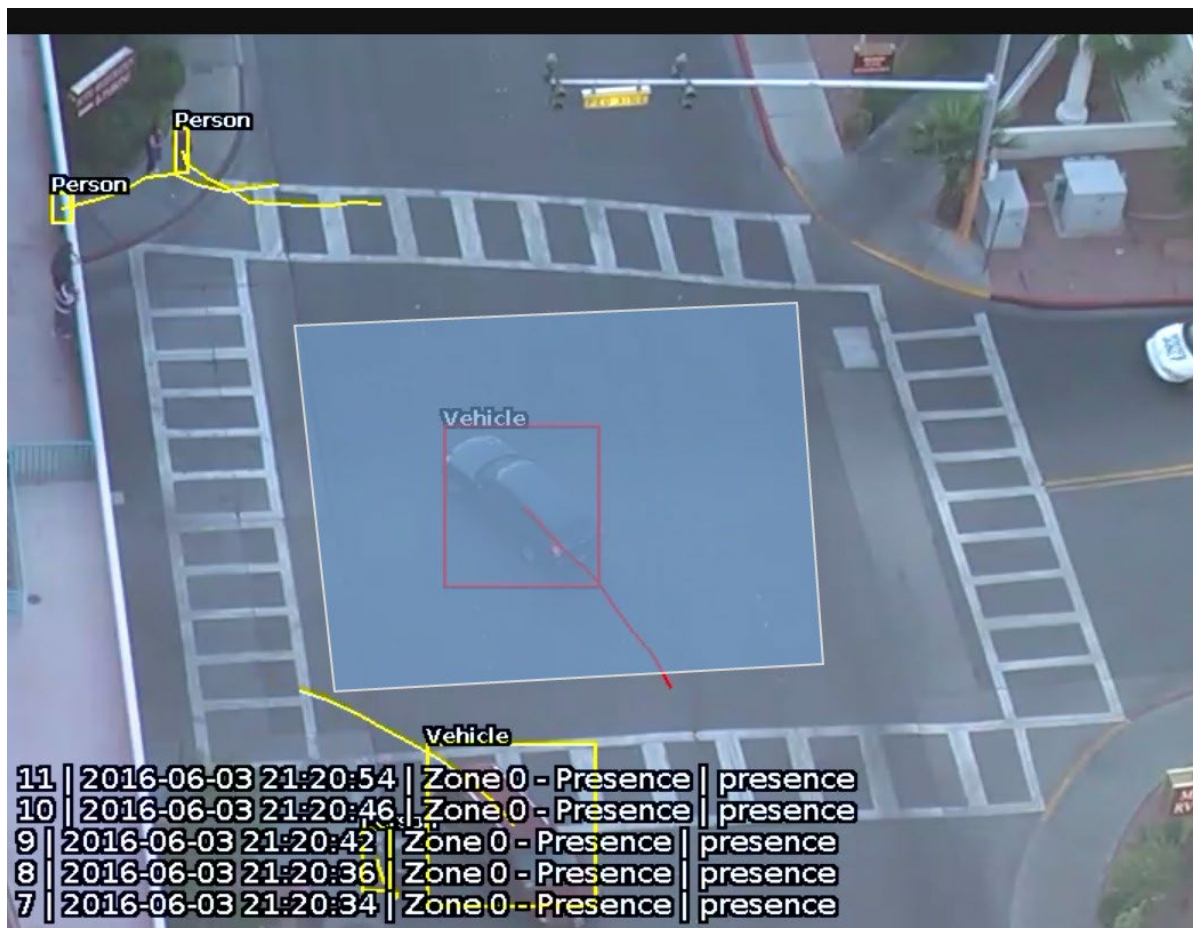 PED XING
Person
Person
Vehicle
Vehicle
11 | 2016-06-03 21:20:54 | Zone 0 - Presence | presence
10 | 2016-06-03 21:20:46 | Zone 0 - Presence | presence
9 | 2016-06-03 21:20:42 | Zone 0 - Presence | presence
8 | 2016-06-03 21:20:36 | Zone 0 - Presence | presence
7 | 2016-06-03 21:20:34 | Zone 0 - Presence | presence